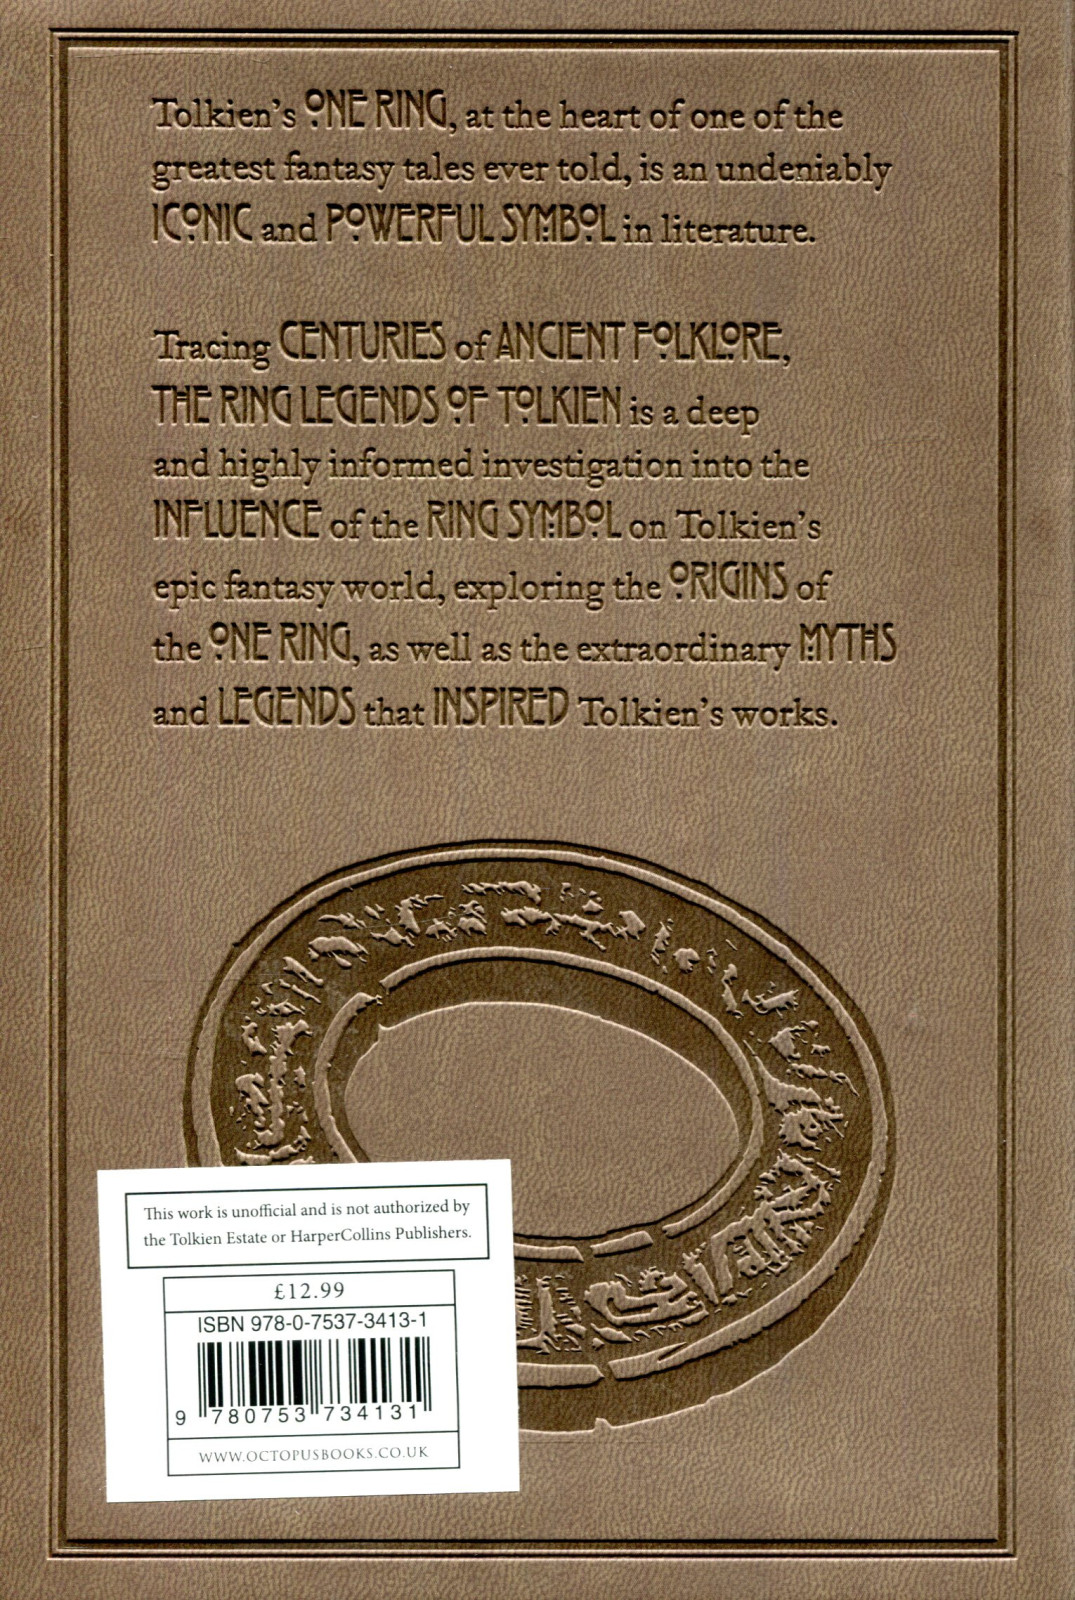 Tolkien's ONE RING, at the heart of one of the
greatest fantasy tales ever told, is an undeniably
ICONIC and POWERFUL SYMBOL in literature.
Tracing CENTURIES of ANCIENT FOLKLORE,
THE RING LEGENDS OF TOLKIEN is a deep
and highly informed investigation into the
INFLUENCE of the RING SYMBOL on Tolkien's
epic fantasy world, exploring the ORIGINS of
the ONE RING, as well as the extraordinary MYTHS
and LEGENDS that INSPIRED Tolkien's works.
This work is unofficial and is not authorized by
the Tolkien Estate or HarperCollins Publishers.
£12.99
ISBN 978-0-7537-3413-1
9 780753 734131
WWW.OCTOPUSBOOKS.CO.UK